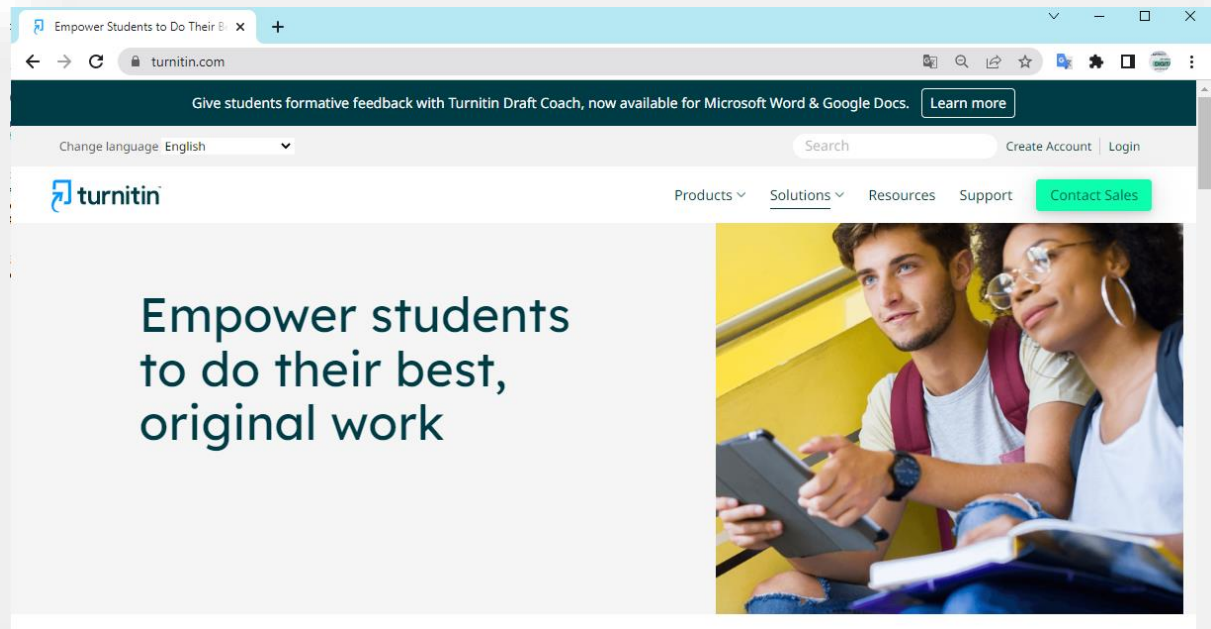 Empower Students to Do Their Be
turnitin.com
Give students formative feedback with Turnitin Draft Coach, now available for Microsoft Word & Google Docs. Learn more
Change language English Search Create Account Login
turnitin Products Solutions Resources Support Contact Sales
Empower students
to do their best,
original work